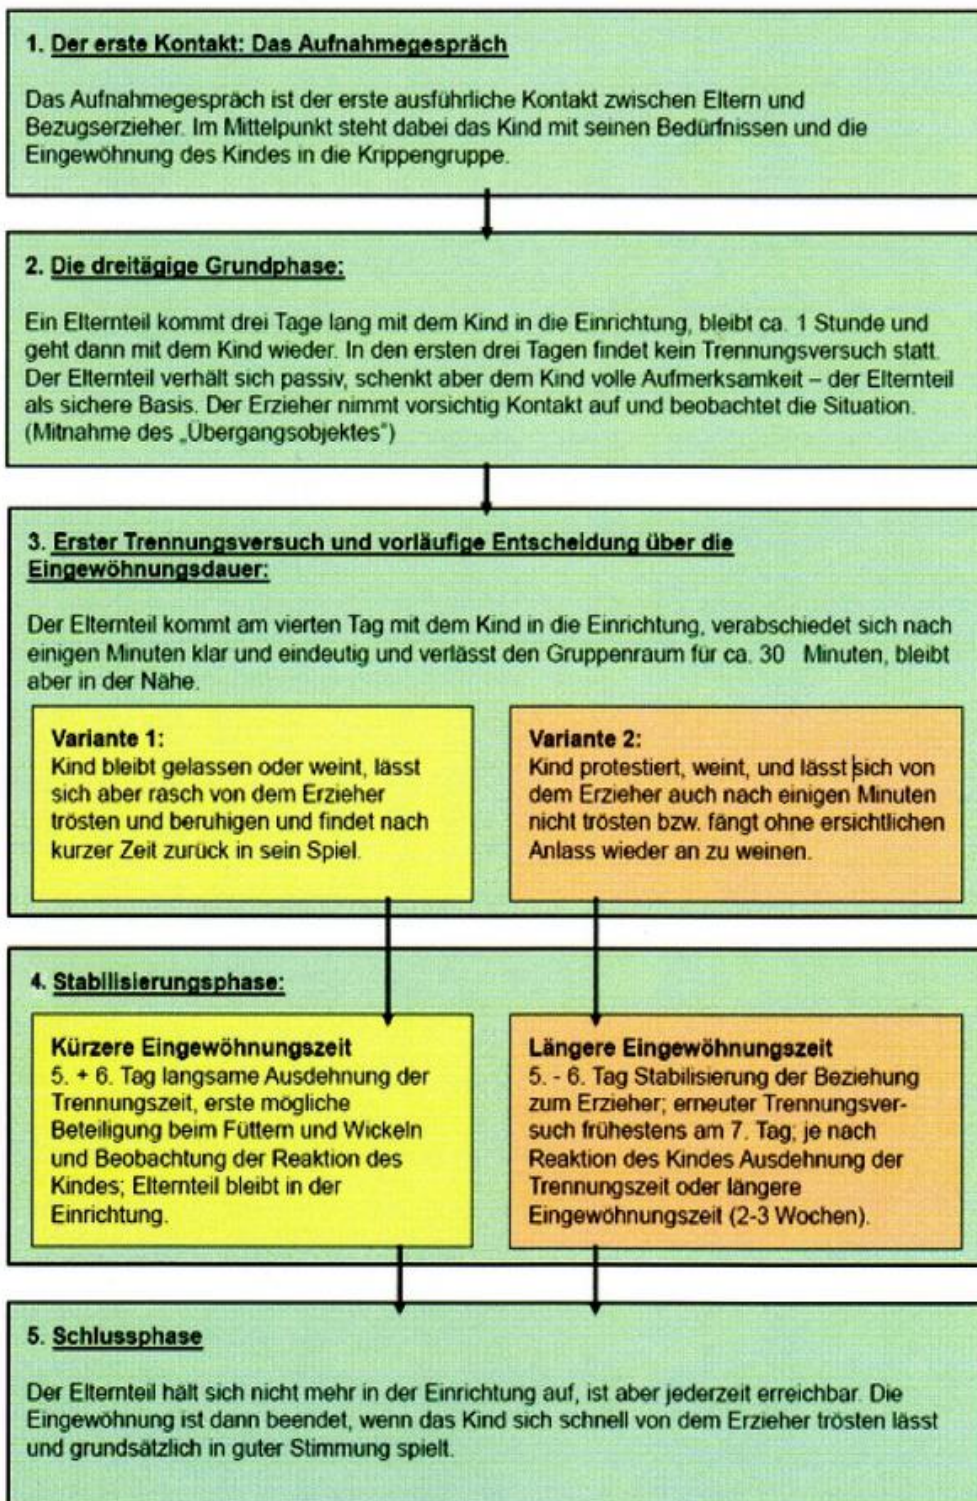 1. Der erste Kontakt: Das Aufnahmegespräch
Das Aufnahmegespräch ist der erste ausführliche Kontakt zwischen Eltern und
Bezugserzieher. Im Mittelpunkt steht dabei das Kind mit seinen Bedürfnissen und die
Eingewöhnung des Kindes in die Krippengruppe.
2. Die dreitägige Grundphase:
Ein Elternteil kommt drei Tage lang mit dem Kind in die Einrichtung, bleibt ca. 1 Stunde und
geht dann mit dem Kind wieder. In den ersten drei Tagen findet kein Trennungsversuch statt.
Der Elternteil verhält sich passiv, schenkt aber dem Kind volle Aufmerksamkeit – der Elternteil
als sichere Basis. Der Erzieher nimmt vorsichtig Kontakt auf und beobachtet die Situation.
(Mitnahme des „Übergangsobjektes“)
3. Erster Trennungsversuch und vorläufige Entscheidung über die
Eingewöhnungsdauer:
Der Elternteil kommt am vierten Tag mit dem Kind in die Einrichtung, verabschiedet sich nach
einigen Minuten klar und eindeutig und verlässt den Gruppenraum für ca. 30 Minuten, bleibt
aber in der Nähe.
Variante 1:
Kind bleibt gelassen oder weint, lässt
sich aber rasch von dem Erzieher
trösten und beruhigen und findet nach
kurzer Zeit zurück in sein Spiel.
Variante 2:
Kind protestiert, weint, und lässt sich von
dem Erzieher auch nach einigen Minuten
nicht trösten bzw. fängt ohne ersichtlichen
Anlass wieder an zu weinen.
4. Stabilisierungsphase:
Kürzere Eingewöhnungszeit
5. + 6. Tag langsame Ausdehnung der
Trennungszeit, erste mögliche
Beteiligung beim Füttern und Wickeln
und Beobachtung der Reaktion des
Kindes; Elternteil bleibt in der
Einrichtung.
Längere Eingewöhnungszeit
5. - 6. Tag Stabilisierung der Beziehung
zum Erzieher; erneuter Trennungsver-
such frühestens am 7. Tag; je nach
Reaktion des Kindes Ausdehnung der
Trennungszeit oder längere
Eingewöhnungszeit (2-3 Wochen).
5. Schlussphase
Der Elternteil hält sich nicht mehr in der Einrichtung auf, ist aber jederzeit erreichbar. Die
Eingewöhnung ist dann beendet, wenn das Kind sich schnell von dem Erzieher trösten lässt
und grundsätzlich in guter Stimmung spielt.